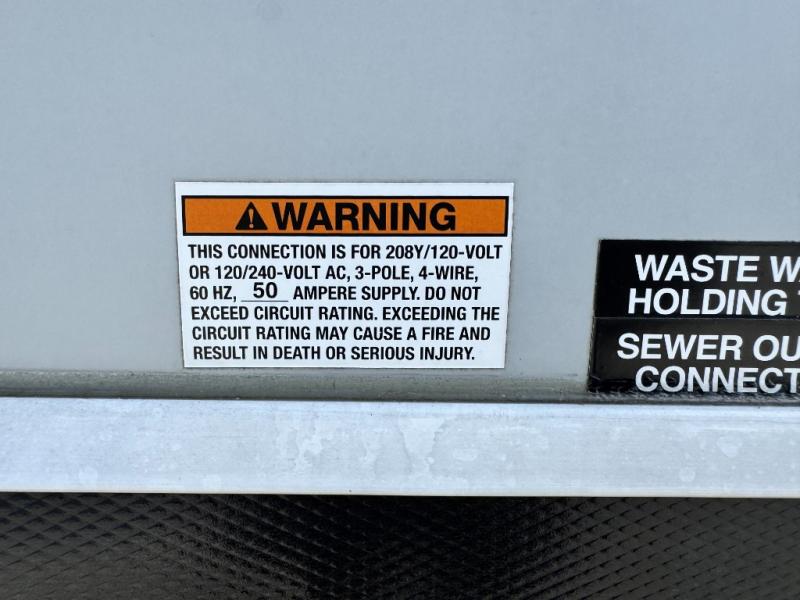 WARNING
THIS CONNECTION IS FOR 208Y/120-VOLT
OR 120/240-VOLT AC, 3-POLE, 4-WIRE,
60 HZ, 50 AMPERE SUPPLY. DO NOT
EXCEED CIRCUIT RATING. EXCEEDING THE
CIRCUIT RATING MAY CAUSE A FIRE AND
RESULT IN DEATH OR SERIOUS INJURY.
WASTE
HOLDING
SEWER
CONNECT